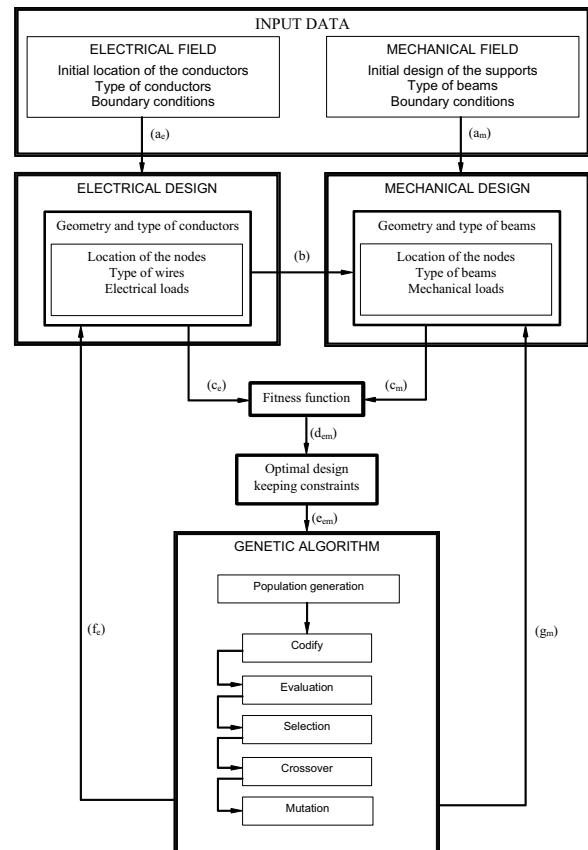 INPUT DATA
ELECTRICAL FIELD
Initial location of the conductors
Type of conductors
Boundary conditions
MECHANICAL FIELD
Initial design of the supports
Type of beams
Boundary conditions
(ae)
(am)
ELECTRICAL DESIGN
Geometry and type of conductors
Location of the nodes
Type of wires
Electrical loads
(b)
MECHANICAL DESIGN
Geometry and type of beams
Location of the nodes
Type of beams
Mechanical loads
(ce)
(cm)
Fitness function
(dem)
Optimal design
keeping constraints
(eem)
GENETIC ALGORITHM
Population generation
Codify
Evaluation
Selection
Crossover
Mutation
(fe)
(gm)